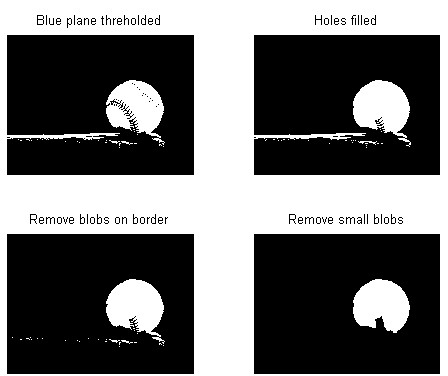 Blue plane threholded
Holes filled
Remove blobs on border
Remove small blobs